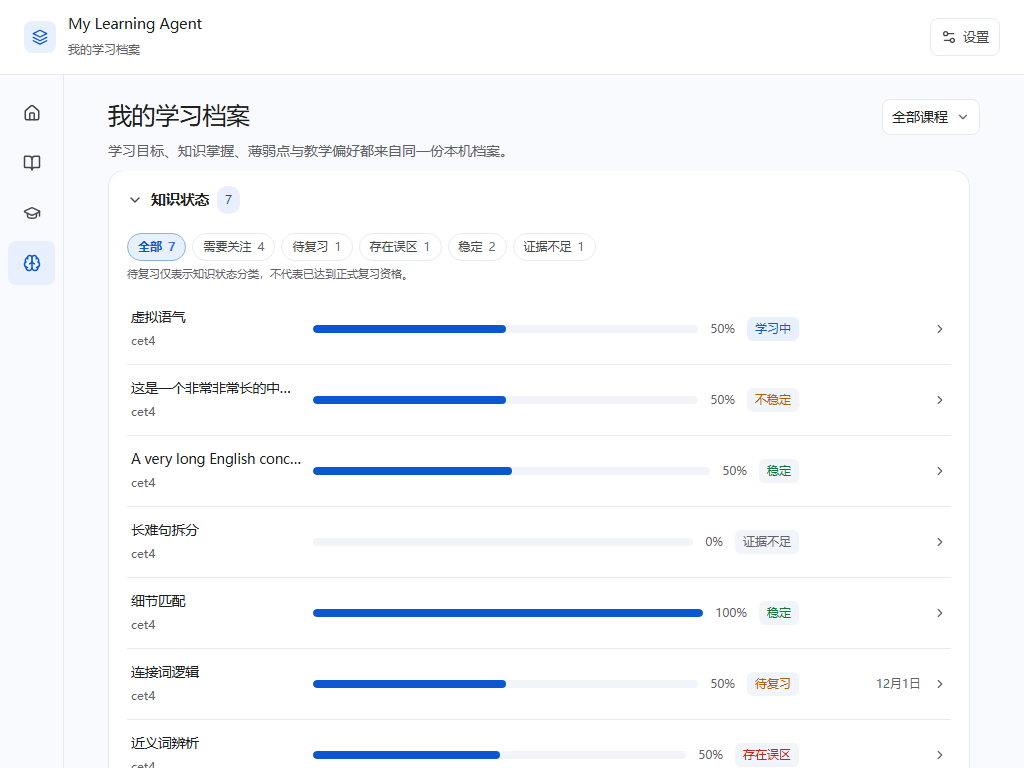 My Learning Agent
我的学习档案
设置
我的学习档案
全部课程
学习目标、知识掌握、薄弱点与教学偏好都来自同一份本机档案。
知识状态 7
全部 7 需要关注 4 待复习 1 存在误区 1 稳定 2 证据不足 1
待复习仅表示知识状态分类，不代表已达到正式复习资格。
虚拟语气
cet4
50% 学习中
这是一个非常非常长的中...
cet4
50% 不稳定
A very long English conc...
cet4
50% 稳定
长难句拆分
cet4
0% 证据不足
细节匹配
cet4
100% 稳定
连接词逻辑
cet4
50% 待复习 12月1日
近义词辨析
cet4
50% 存在误区